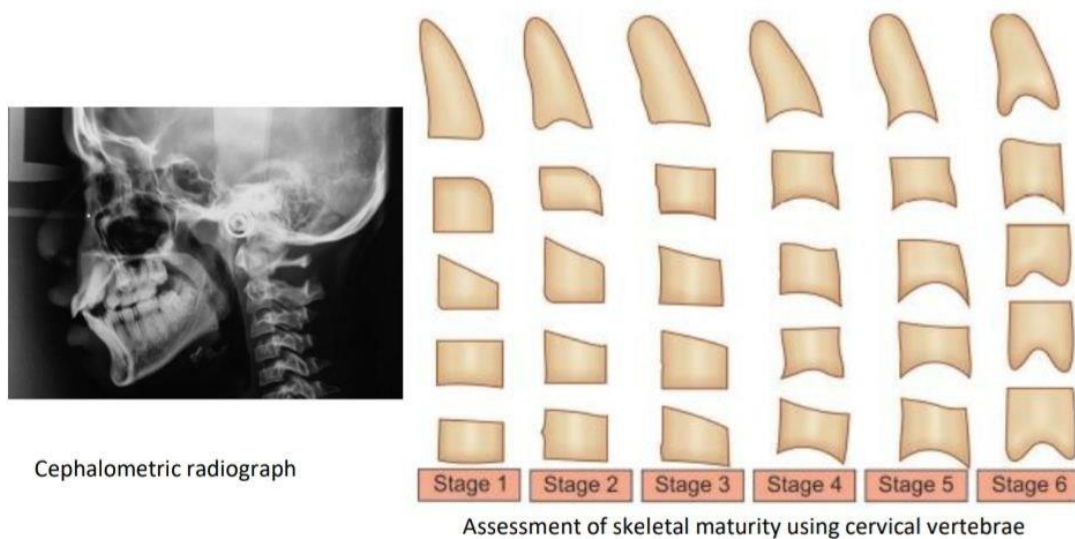 Cephalometric radiograph
Stage 1 Stage 2 Stage 3 Stage 4 Stage 5 Stage 6
Assessment of skeletal maturity using cervical vertebrae